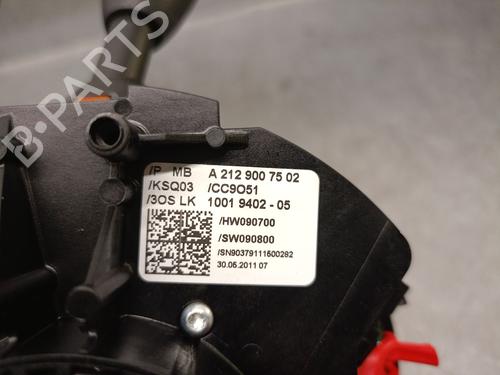 B-PARTS
/P MB A 212 900 75 02
/KSQ03 /CC9O51
/3OS LK 1001 9402 - 05
/HW090700
/SW090800
/SN90379111500282
30.05.2011 07